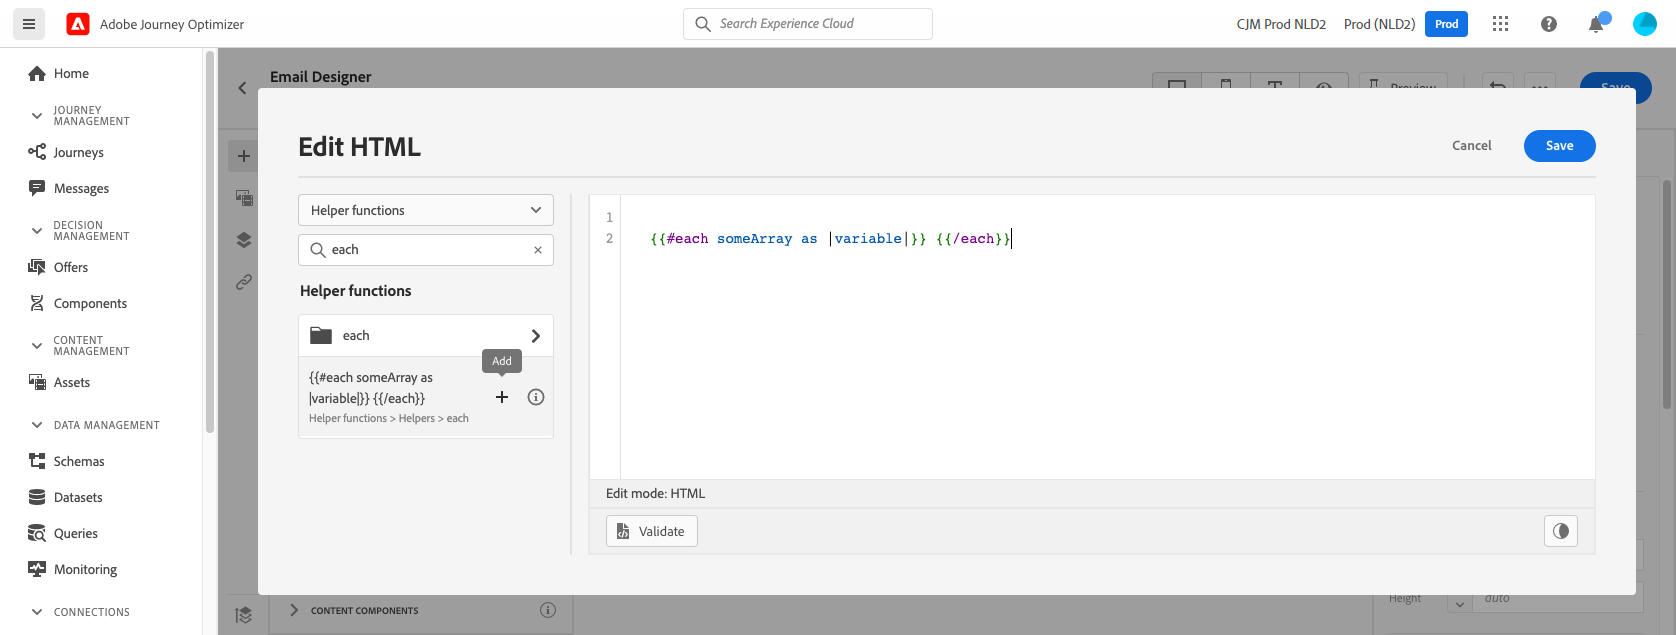 Adobe Journey Optimizer
Search Experience Cloud
CJM Prod NLD2
Prod (NLD2)
Prod
Home
JOURNEY
MANAGEMENT
Journeys
Messages
DECISION
MANAGEMENT
Offers
Components
CONTENT
MANAGEMENT
Assets
DATA MANAGEMENT
Schemas
Datasets
Queries
Monitoring
CONNECTIONS
Email Designer
Preview
Save
Edit HTML
Cancel
Save
Helper functions
each
Helper functions
each
Add
{{#each someArray as
|variable|}} {{/each}}
Helper functions > Helpers > each
1
2 {{#each someArray as |variable|}} {{/each}}
Edit mode: HTML
Validate
CONTENT COMPONENTS
Height
auto